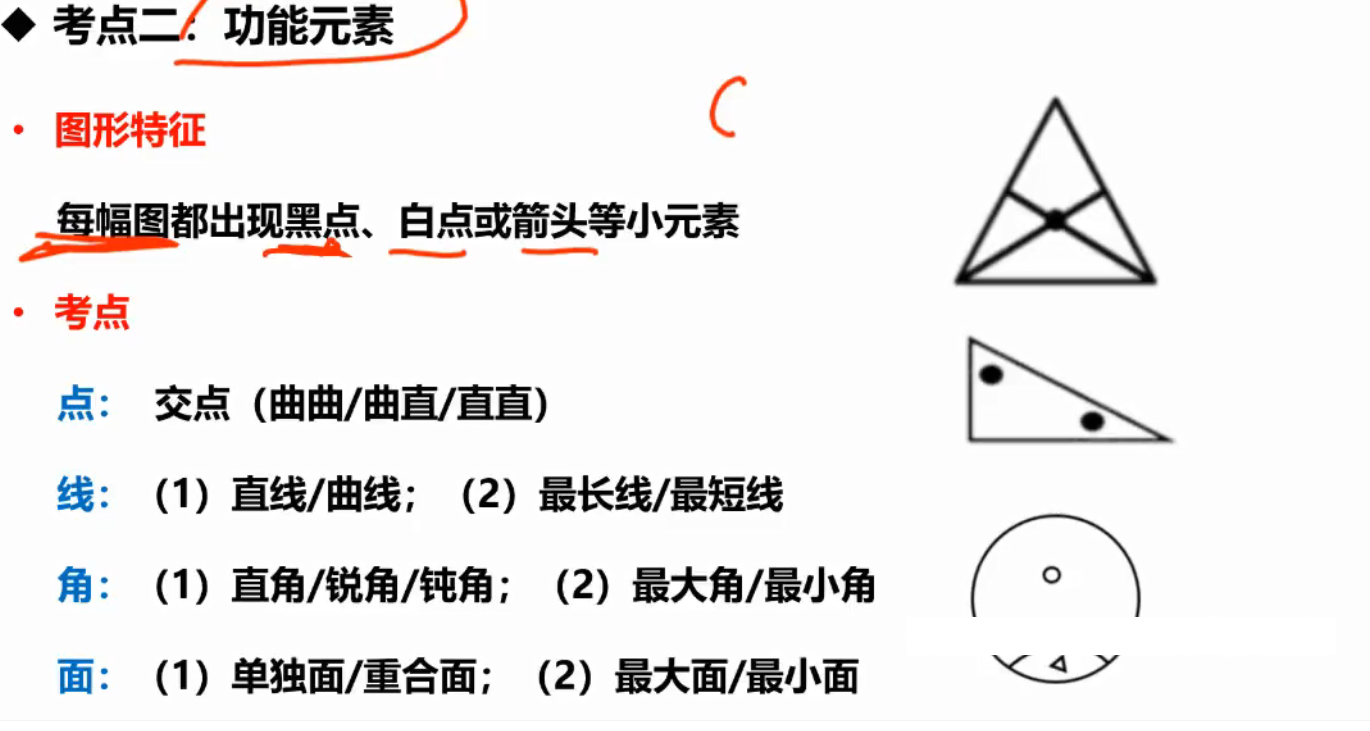 ◆ 考点二：功能元素
• 图形特征
每幅图都出现黑点、白点或箭头等小元素
• 考点
点： 交点（曲曲/曲直/直直）
线：（1）直线/曲线；（2）最长线/最短线
角：（1）直角/锐角/钝角；（2）最大角/最小角
面：（1）单独面/重合面；（2）最大面/最小面